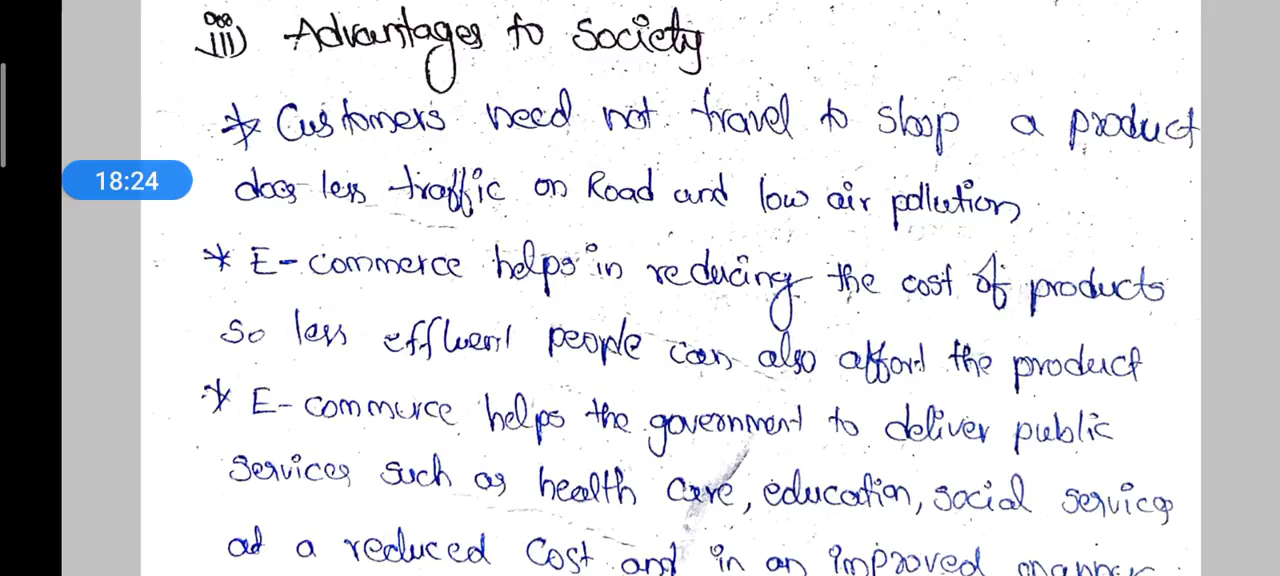 iii) Advantages to Society
* Customers need not travel to shop a product
does less traffic on Road and low air pollution
18:24
* E-commerce helps in reducing the cost of products
so less effluent people can also afford the product
* E-commerce helps the government to deliver public
services such as health care, education, social services
at a reduced cost and in an improved manner.